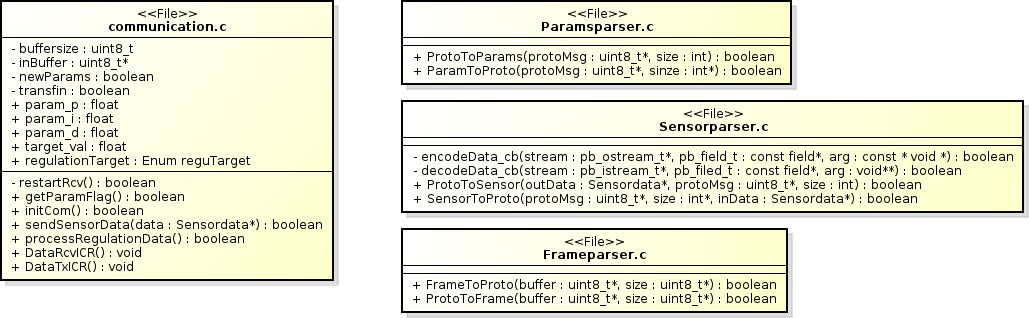 <<File>>
communication.c
- buffersize : uint8_t
- inBuffer : uint8_t*
- newParams : boolean
- transfin : boolean
+ param_p : float
+ param_i : float
+ param_d : float
+ target_val : float
+ regulationTarget : Enum reguTarget
- restartRcv() : boolean
+ getParamFlag() : boolean
+ initCom() : boolean
+ sendSensorData(data : Sensordata*) : boolean
+ processRegulationData() : boolean
+ DataRcvICR() : void
+ DataTxICR() : void
<<File>>
Paramsparser.c
+ ProtoToParams(protoMsg : uint8_t*, size : int) : boolean
+ ParamToProto(protoMsg : uint8_t*, sinze : int*) : boolean
<<File>>
Sensorparser.c
- encodeData_cb(stream : pb_ostream_t*, pb_field_t : const field*, arg : const * void *) : boolean
- decodeData_cb(stream : pb_istream_t*, pb_filed_t : const field*, arg : void**) : boolean
+ ProtoToSensor(outData : Sensordata*, protoMsg : uint8_t*, size : int) : boolean
+ SensorToProto(protoMsg : uint8_t*, size : int*, inData : Sensordata*) : boolean
<<File>>
Frameparser.c
+ FrameToProto(buffer : uint8_t*, size : uint8_t*) : boolean
+ ProtoToFrame(buffer : uint8_t*, size : uint8_t*) : boolean